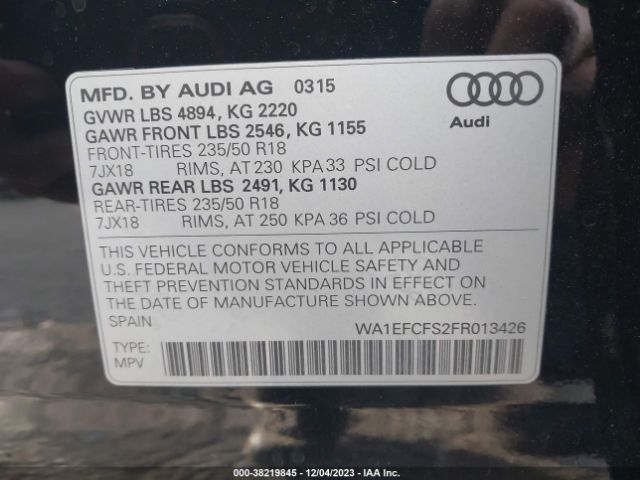 MFD. BY AUDI AG 0315
GVWR LBS 4894, KG 2220
GAWR FRONT LBS 2546, KG 1155
FRONT-TIRES 235/50 R18
7JX18 RIMS, AT 230 KPA 33 PSI COLD
GAWR REAR LBS 2491, KG 1130
REAR-TIRES 235/50 R18
7JX18 RIMS, AT 250 KPA 36 PSI COLD
Audi
THIS VEHICLE CONFORMS TO ALL APPLICABLE
U.S. FEDERAL MOTOR VEHICLE SAFETY AND
THEFT PREVENTION STANDARDS IN EFFECT ON
THE DATE OF MANUFACTURE SHOWN ABOVE.
SPAIN
WA1EFCFS2FR013426
TYPE:
MPV
000-38219845 - 12/04/2023 - IAA Inc.